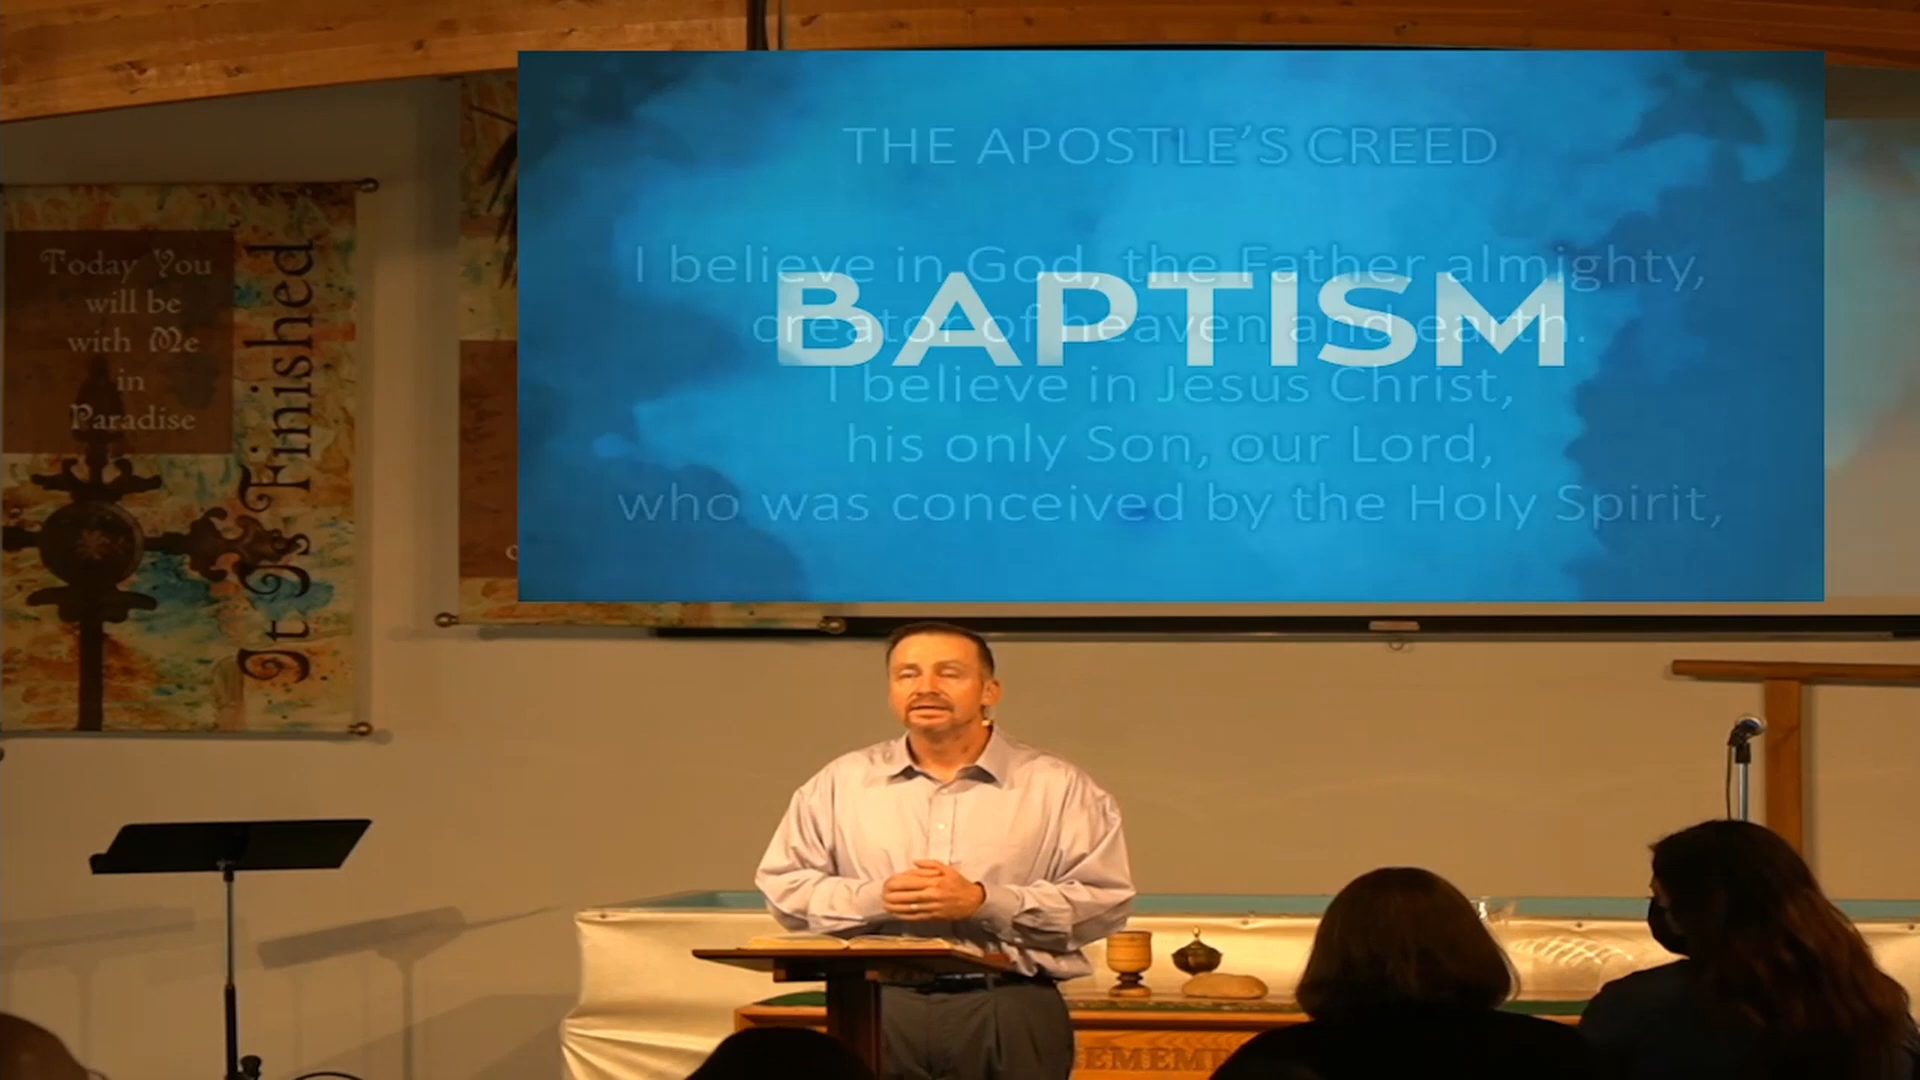 Today You
will be
with Me
in
Paradise
It Is Finished
THE APOSTLE’S CREED
I believe in God, the Father almighty,
creator of heaven and earth.
BAPTISM
I believe in Jesus Christ,
his only Son, our Lord,
who was conceived by the Holy Spirit,
EMEM